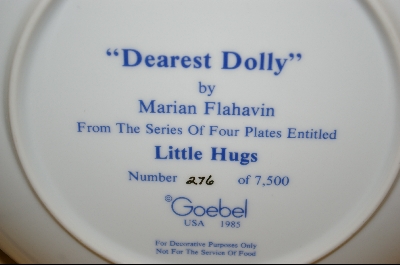 “Dearest Dolly”
by
Marian Flahavin
From The Series Of Four Plates Entitled
Little Hugs
Number 276 of 7,500
©Goebel
USA 1985
For Decorative Purposes Only
Not For The Service Of Food